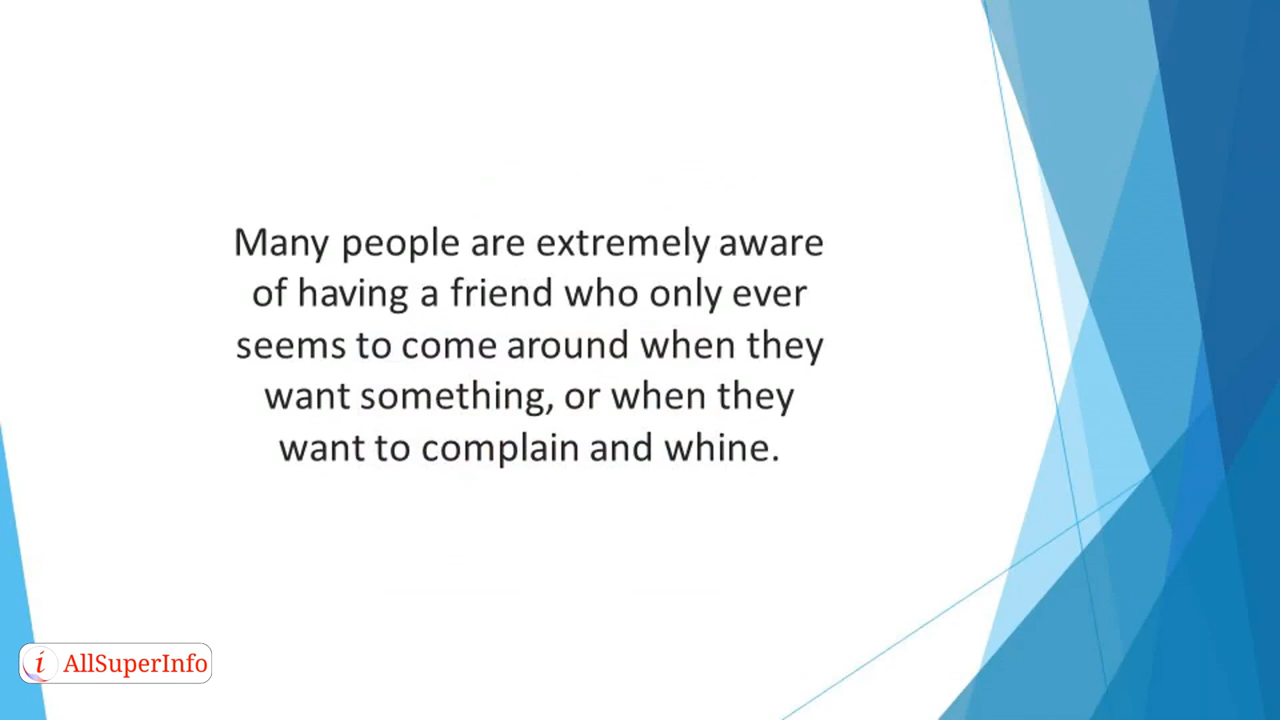 Many people are extremely aware
of having a friend who only ever
seems to come around when they
want something, or when they
want to complain and whine.
i AllSuperInfo